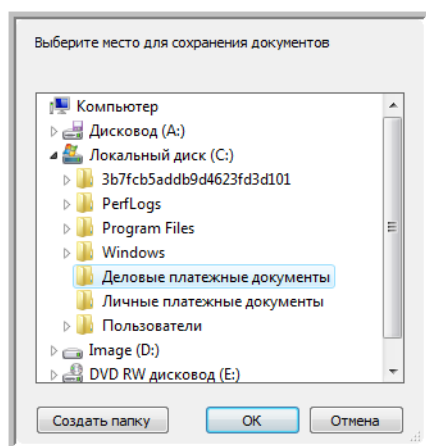 Выберите место для сохранения документов
Компьютер
Дисковод (A:)
Локальный диск (C:)
3b7fcb5addb9d4623fd3d101
PerfLogs
Program Files
Windows
Деловые платежные документы
Личные платежные документы
Пользователи
Image (D:)
DVD RW дисковод (E:)
Создать папку
ОК
Отмена